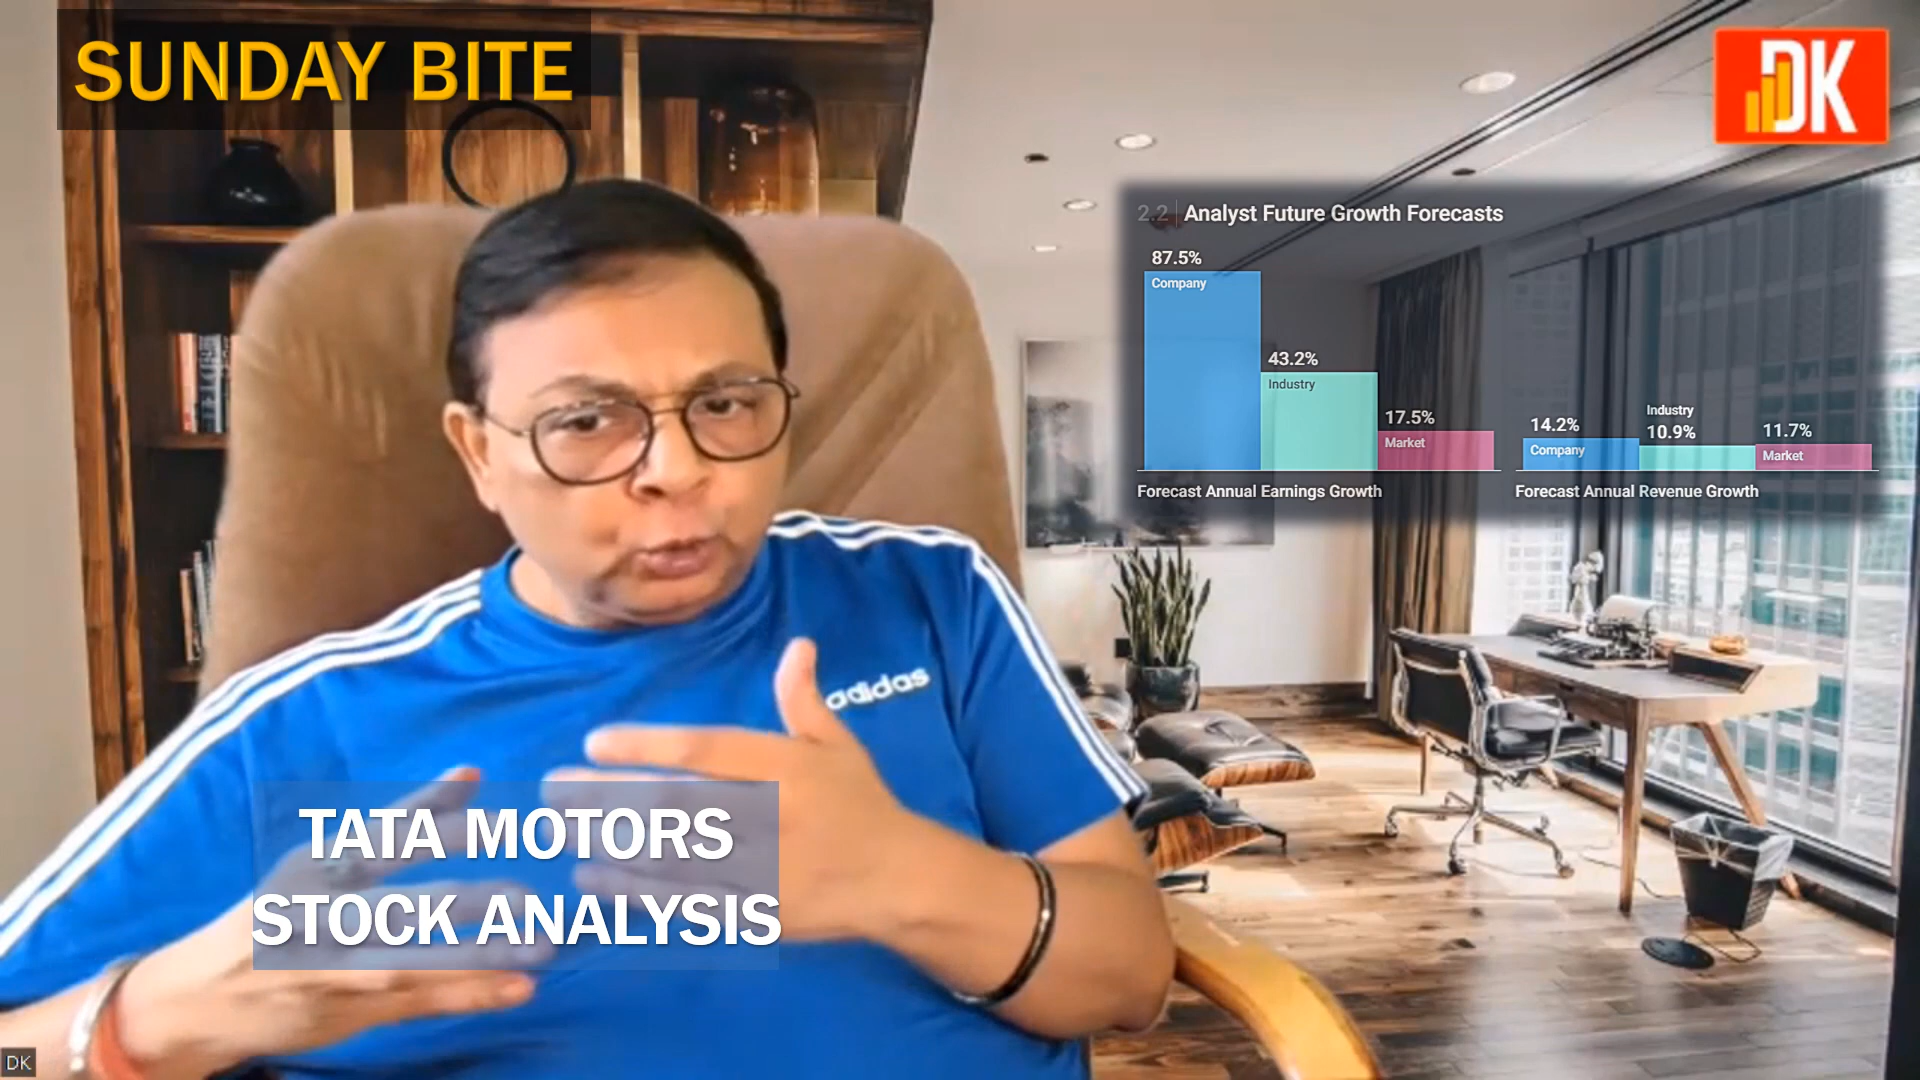 SUNDAY BITE
DK
2.2 Analyst Future Growth Forecasts
87.5%
Company
43.2%
Industry
17.5%
Market
Forecast Annual Earnings Growth
14.2%
Company
Industry
10.9%
11.7%
Market
Forecast Annual Revenue Growth
adidas
TATA MOTORS
STOCK ANALYSIS
DK